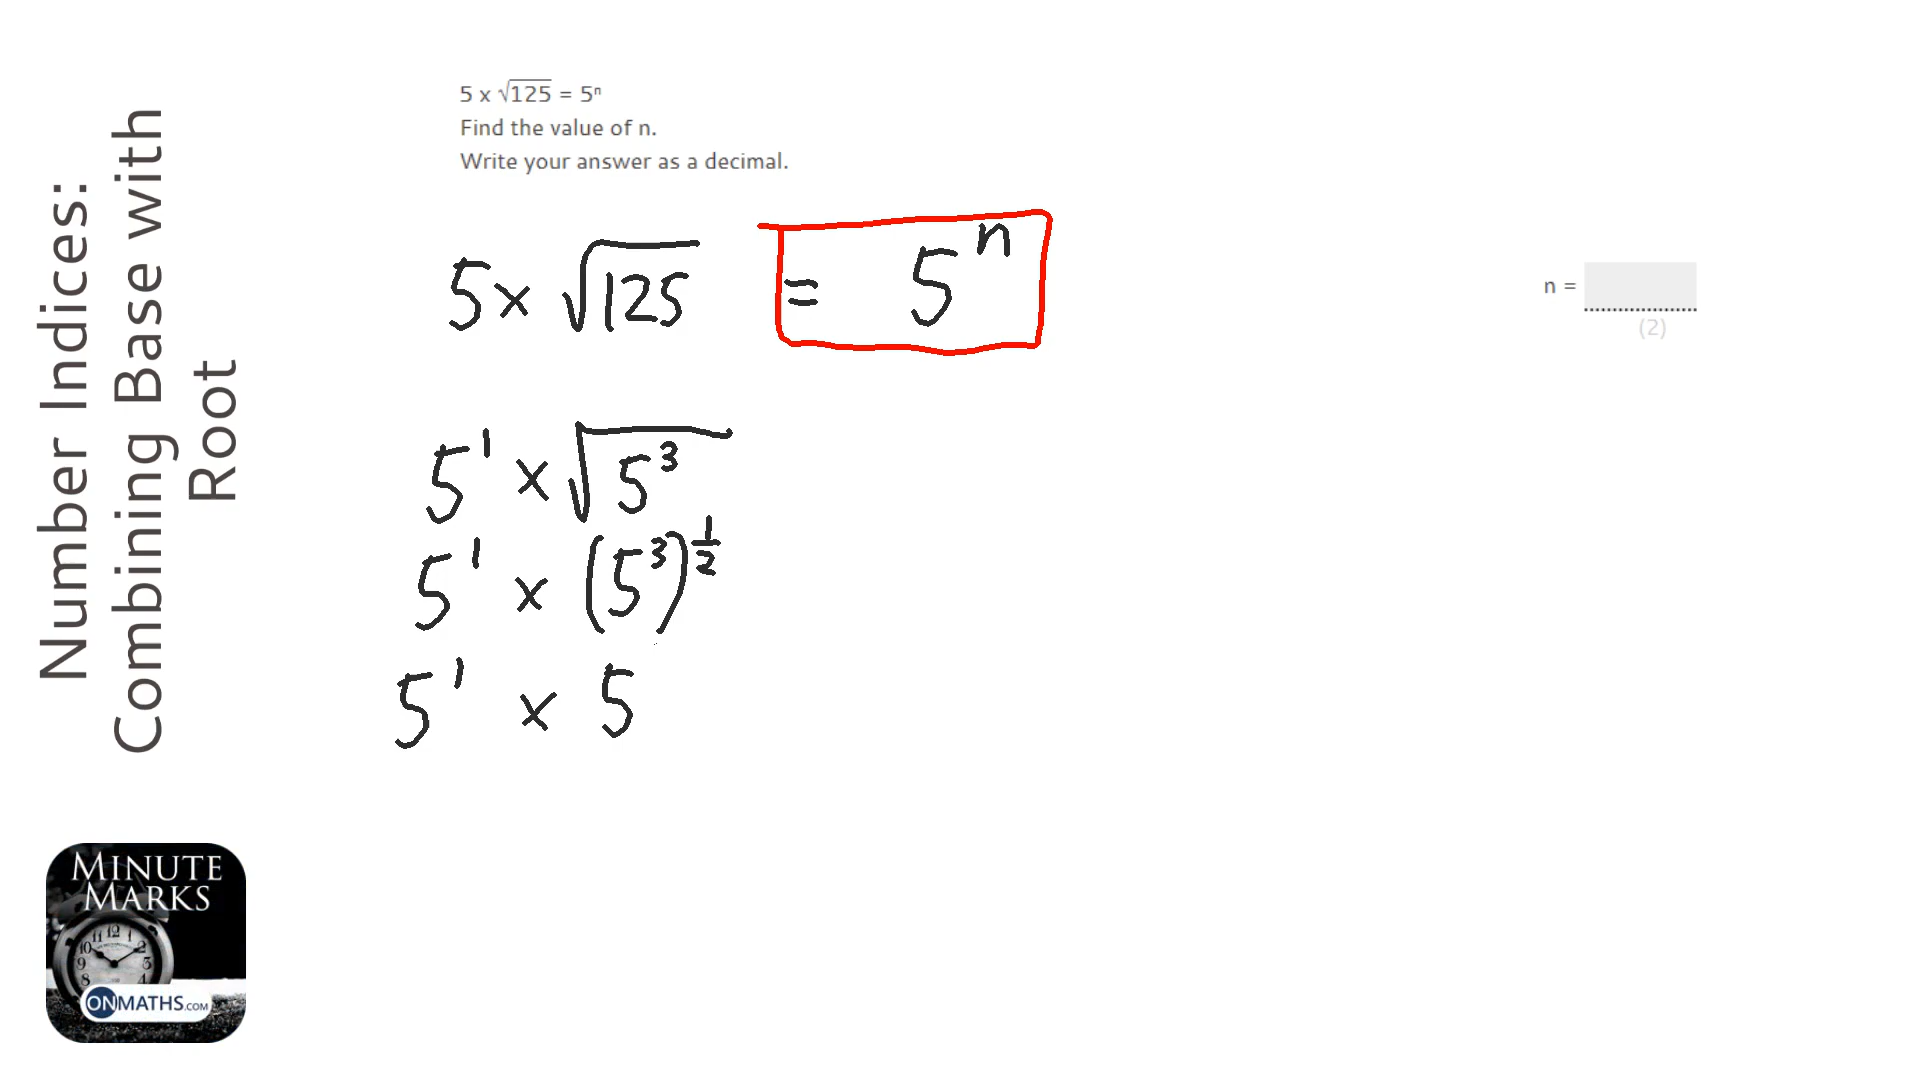 Number Indices:
Combining Base with
Root
5 x √125 = 5ⁿ
Find the value of n.
Write your answer as a decimal.
5 × √125 = 5ⁿ
n =
(2)
5¹ × √5³
5¹ × (5³)^½
5¹ × 5
MINUTE
MARKS
ONMATHS.COM